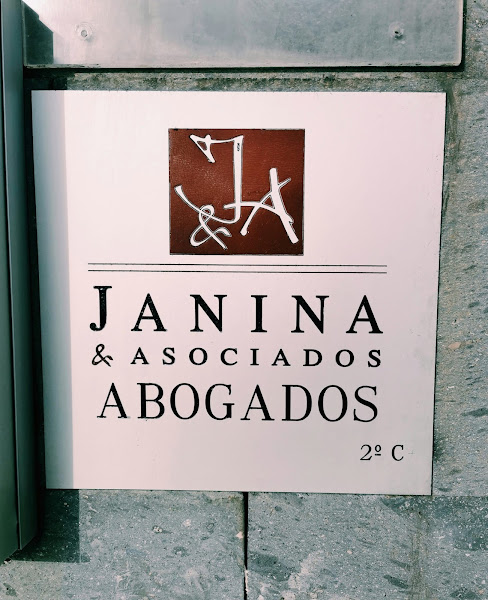 J&A
JANINA
& ASOCIADOS
ABOGADOS
2º C